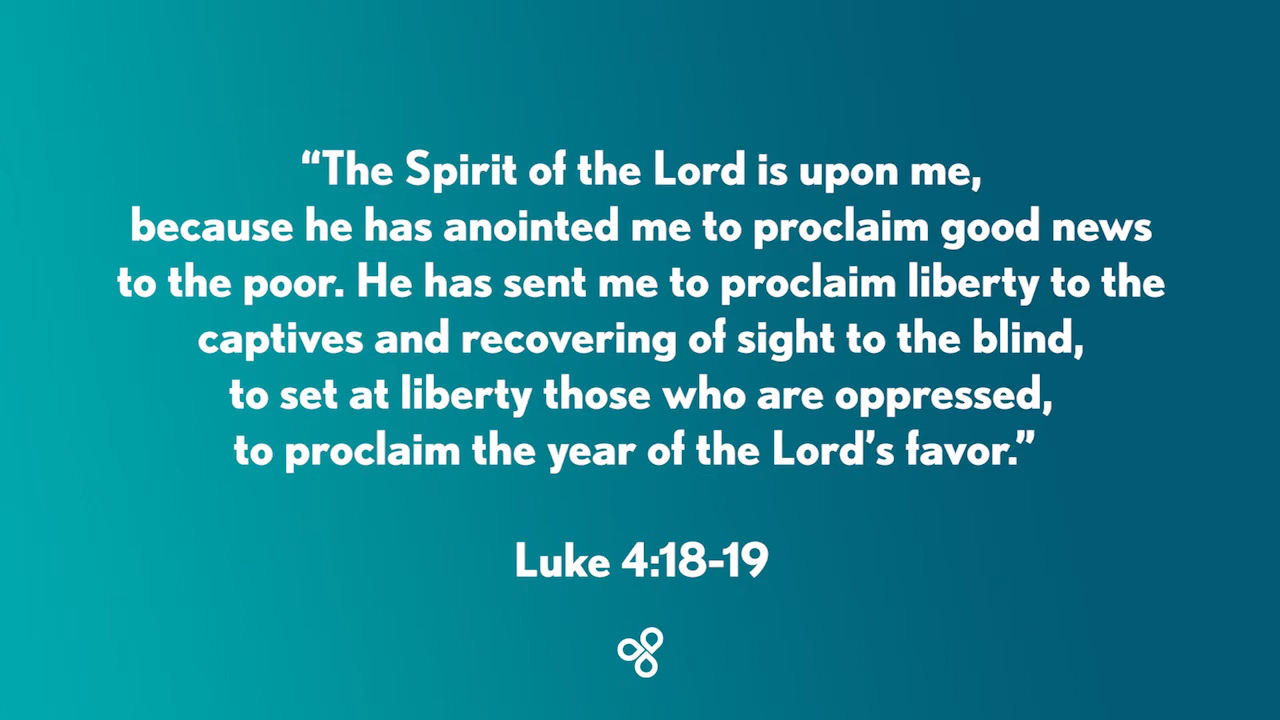 “The Spirit of the Lord is upon me,
because he has anointed me to proclaim good news
to the poor. He has sent me to proclaim liberty to the
captives and recovering of sight to the blind,
to set at liberty those who are oppressed,
to proclaim the year of the Lord’s favor.”
Luke 4:18-19